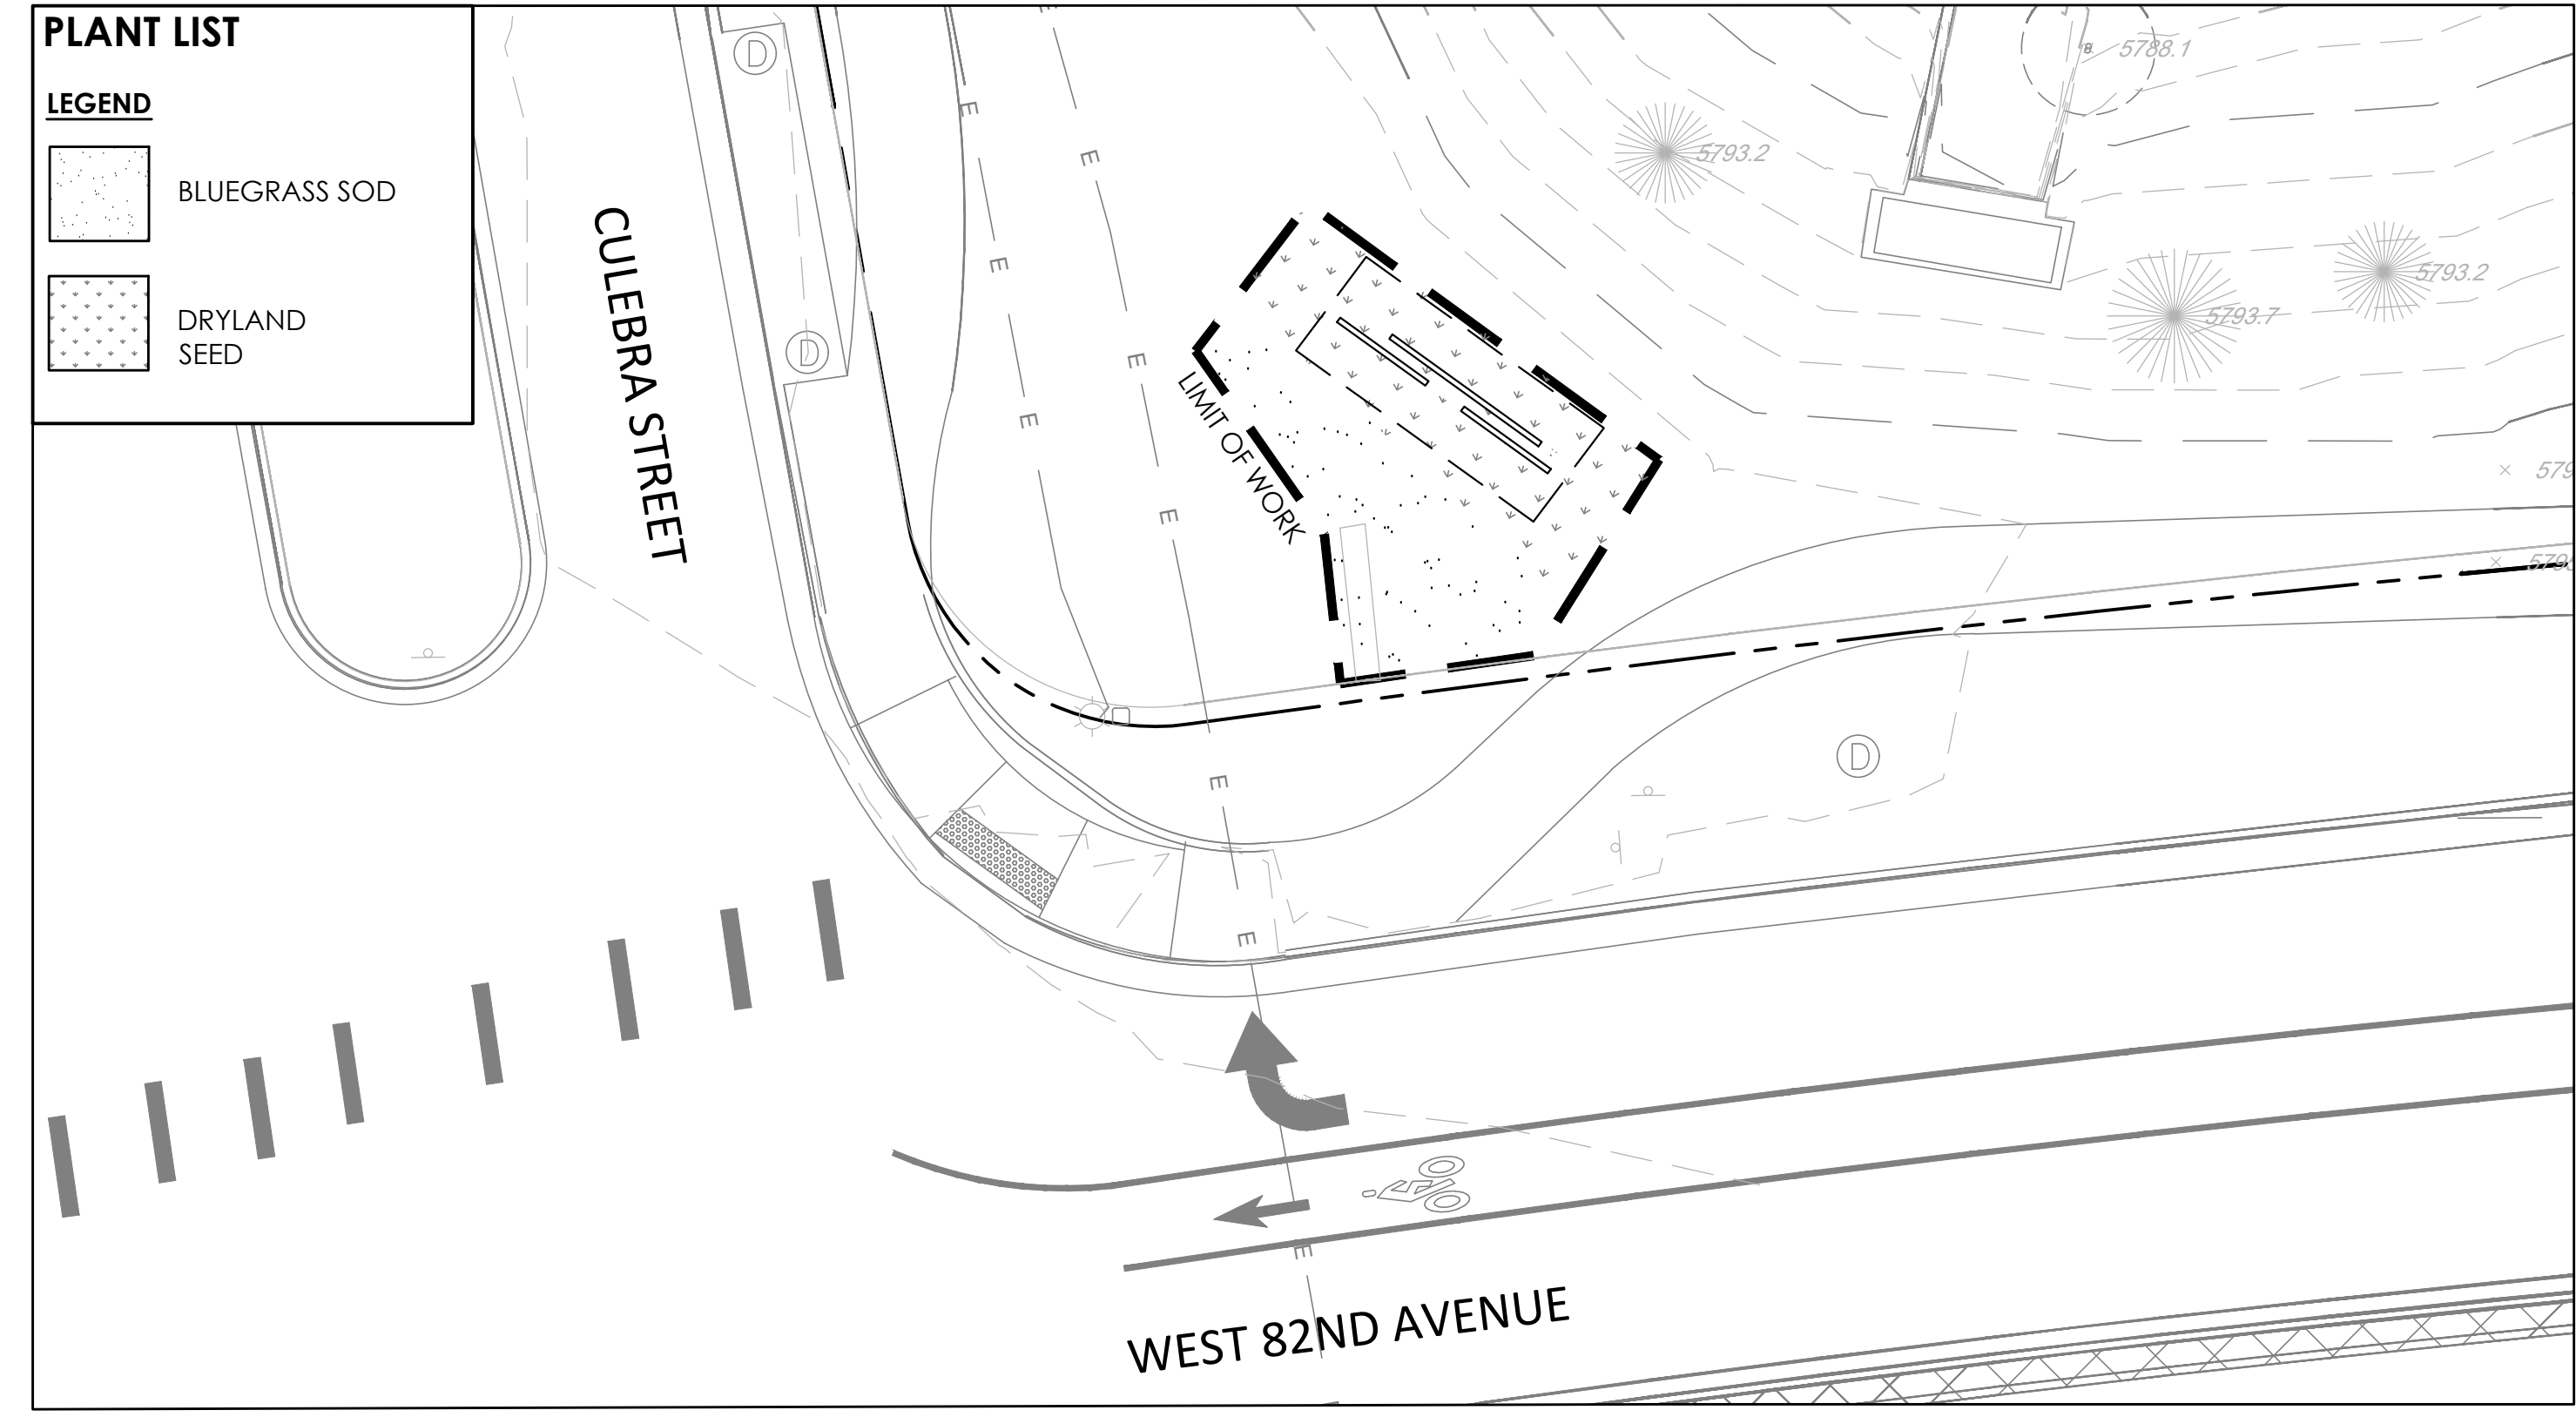 PLANT LIST
LEGEND
BLUEGRASS SOD
DRYLAND
SEED
CULEBRA STREET
LIMIT OF WORK
WEST 82ND AVENUE
D
D
D
E
E
E
E
E
E
E
E
E
E
E
5788.1
5793.2
5793.2
5793.7